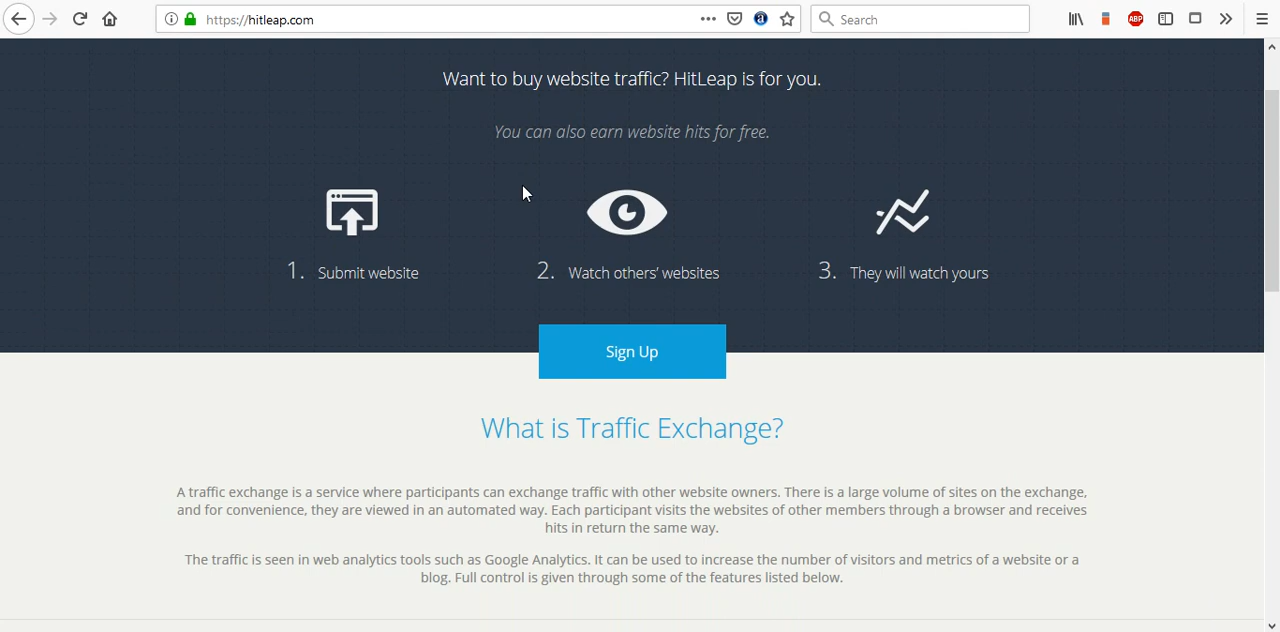 https://hitleap.com
Search
ABP
Want to buy website traffic? HitLeap is for you.
You can also earn website hits for free.
1. Submit website
2. Watch others' websites
3. They will watch yours
Sign Up
What is Traffic Exchange?
A traffic exchange is a service where participants can exchange traffic with other website owners. There is a large volume of sites on the exchange,
and for convenience, they are viewed in an automated way. Each participant visits the websites of other members through a browser and receives
hits in return the same way.
The traffic is seen in web analytics tools such as Google Analytics. It can be used to increase the number of visitors and metrics of a website or a
blog. Full control is given through some of the features listed below.